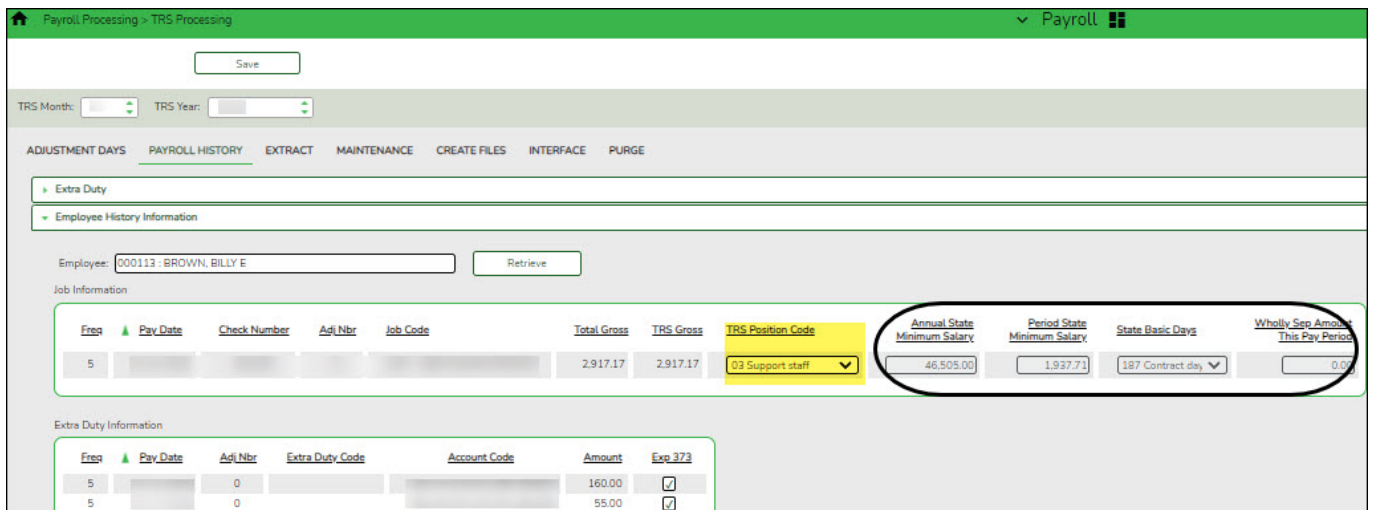 Payroll Processing > TRS Processing
Payroll
Save
TRS Month:
TRS Year:
ADJUSTMENT DAYS PAYROLL HISTORY EXTRACT MAINTENANCE CREATE FILES INTERFACE PURGE
Extra Duty
Employee History Information
Employee: 000113 : BROWN, BILLY E Retrieve
Job Information
Freq Pay Date Check Number Adj Nbr Job Code Total Gross TRS Gross TRS Position Code Annual State Minimum Salary Period State Minimum Salary State Basic Days Wholly Sep Amount This Pay Period
5 2,917.17 2,917.17 03 Support staff 46,505.00 1,937.71 187 Contract day 0.00
Extra Duty Information
Freq Pay Date Adj Nbr Extra Duty Code Account Code Amount Exp 373
5 0 160.00
5 0 55.00